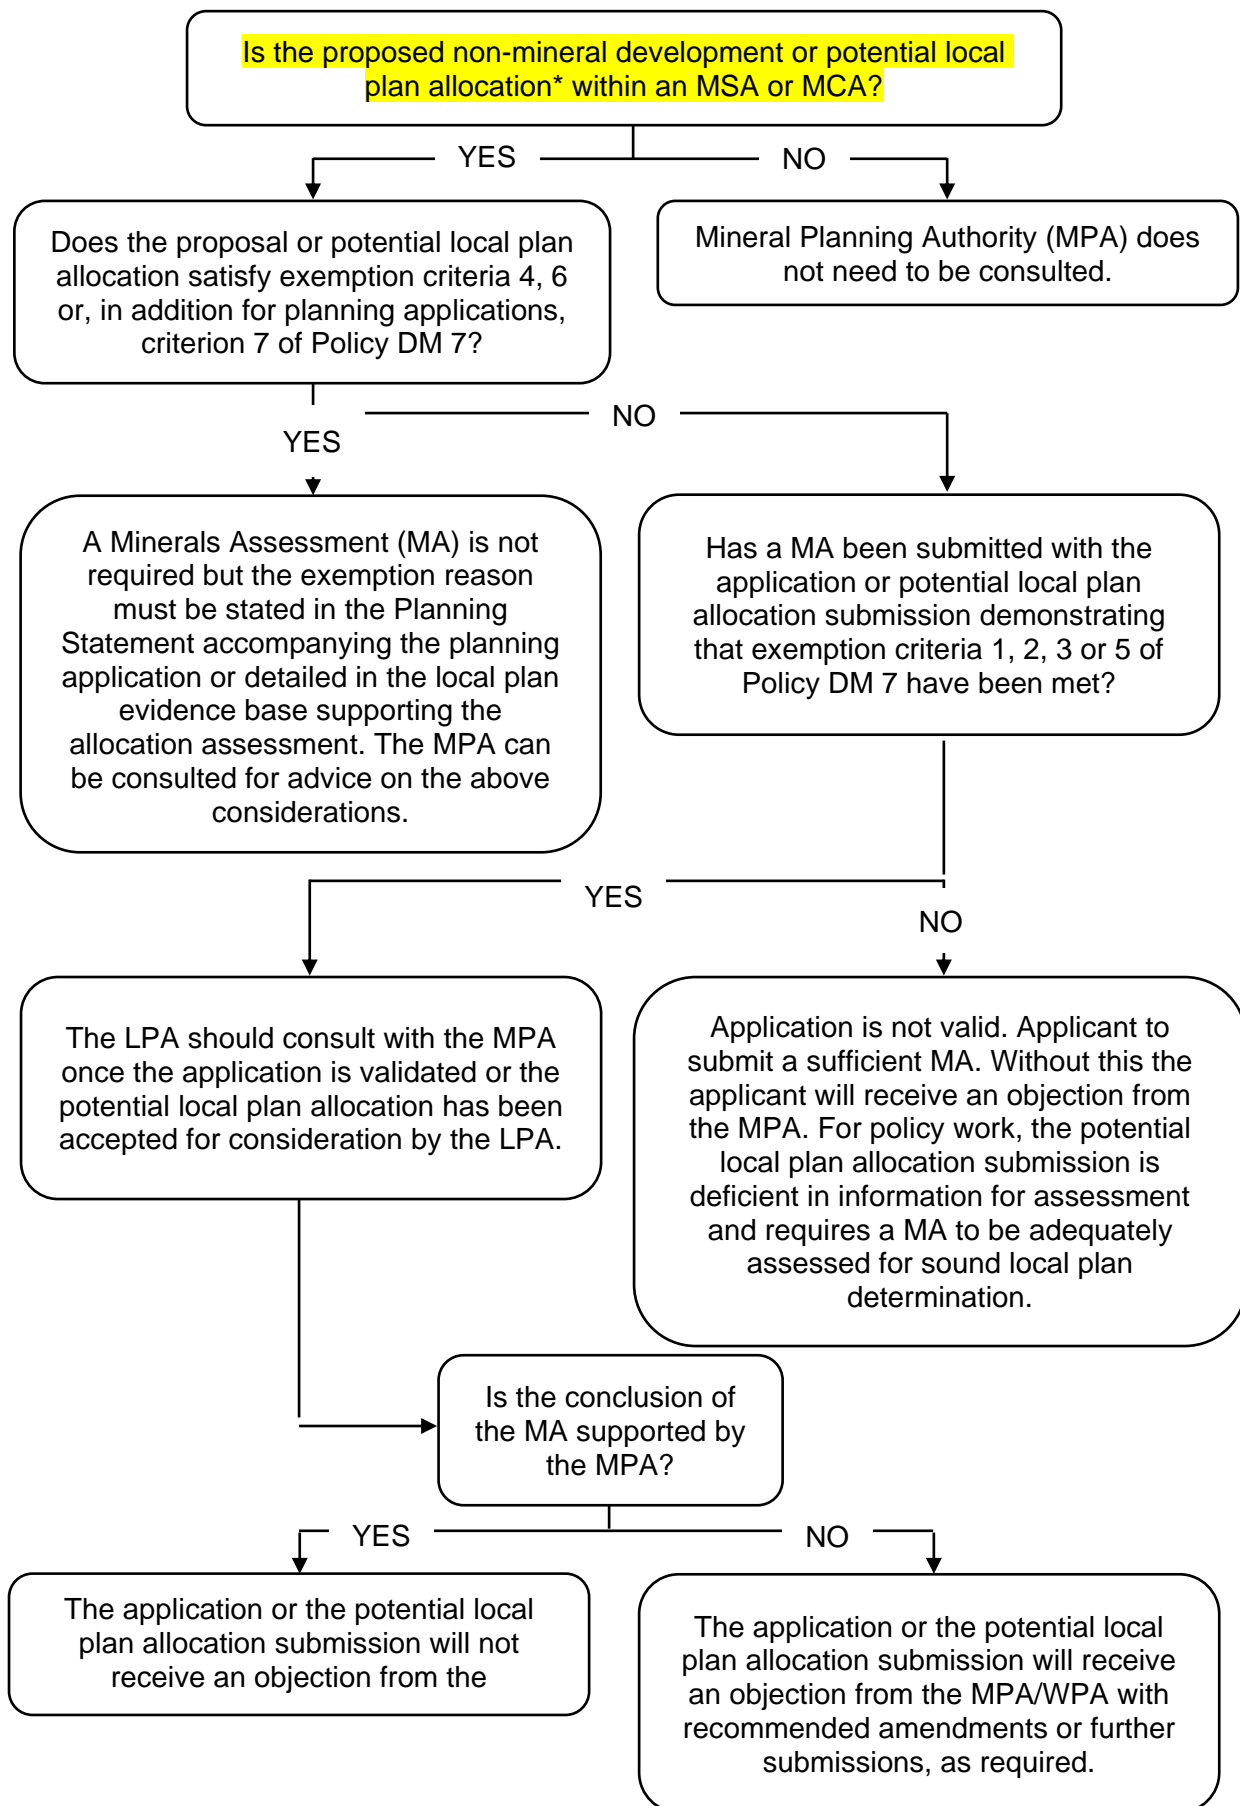 Is the proposed non-mineral development or potential local
plan allocation* within an MSA or MCA?
YES
NO
Does the proposal or potential local plan
allocation satisfy exemption criteria 4, 6
or, in addition for planning applications,
criterion 7 of Policy DM 7?
Mineral Planning Authority (MPA) does
not need to be consulted.
YES
NO
A Minerals Assessment (MA) is not
required but the exemption reason
must be stated in the Planning
Statement accompanying the planning
application or detailed in the local plan
evidence base supporting the
allocation assessment. The MPA can
be consulted for advice on the above
considerations.
Has a MA been submitted with the
application or potential local plan
allocation submission demonstrating
that exemption criteria 1, 2, 3 or 5 of
Policy DM 7 have been met?
YES
NO
The LPA should consult with the MPA
once the application is validated or the
potential local plan allocation has been
accepted for consideration by the LPA.
Application is not valid. Applicant to
submit a sufficient MA. Without this the
applicant will receive an objection from
the MPA. For policy work, the potential
local plan allocation submission is
deficient in information for assessment
and requires a MA to be adequately
assessed for sound local plan
determination.
Is the conclusion of
the MA supported by
the MPA?
YES
NO
The application or the potential local
plan allocation submission will not
receive an objection from the
The application or the potential local
plan allocation submission will receive
an objection from the MPA/WPA with
recommended amendments or further
submissions, as required.